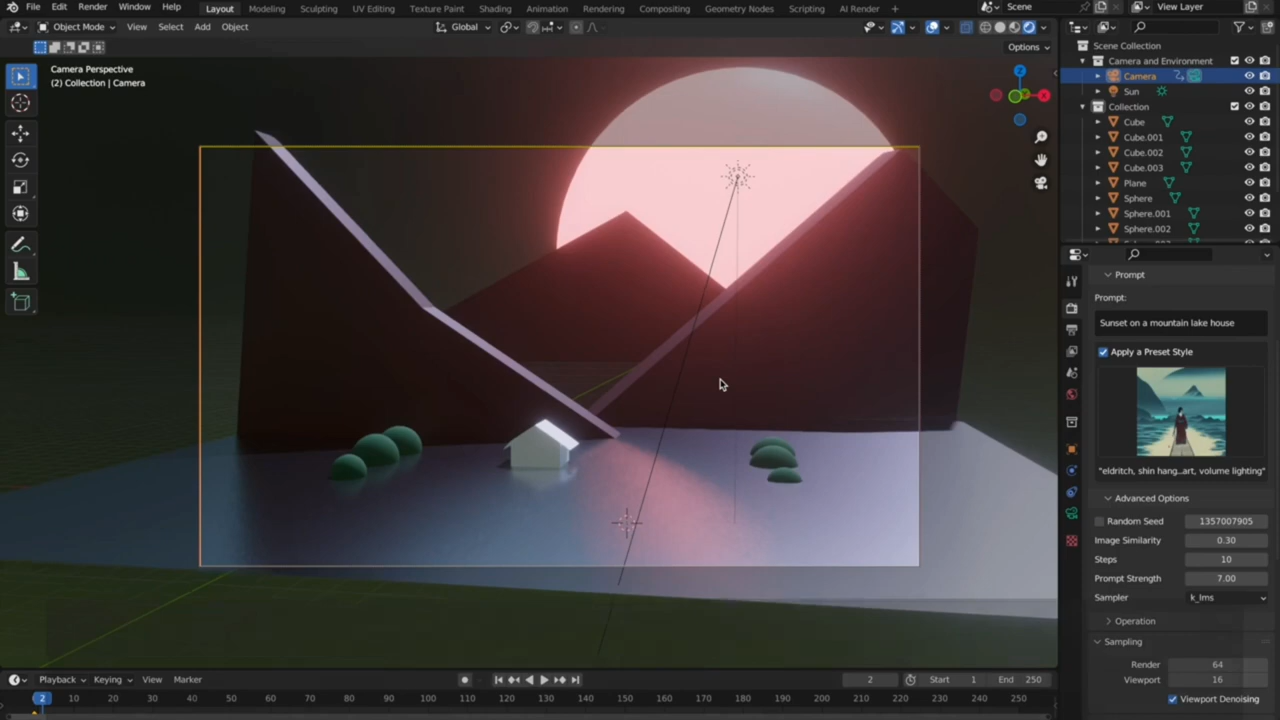 File Edit Render Window Help Layout Modeling Sculpting UV Editing Texture Paint Shading Animation Rendering Compositing Geometry Nodes Scripting AI Render Scene View Layer
Object Mode View Select Add Object Global
Options
Camera Perspective
(2) Collection | Camera
Scene Collection
Camera and Environment
Camera
Sun
Collection
Cube
Cube.001
Cube.002
Cube.003
Plane
Sphere
Sphere.001
Sphere.002
Prompt
Prompt:
Sunset on a mountain lake house
Apply a Preset Style
"eldritch, shin hang...art, volume lighting"
Advanced Options
Random Seed 1357007905
Image Similarity 0.30
Steps 10
Prompt Strength 7.00
Sampler k_lms
Operation
Sampling
Render 64
Viewport 16
Viewport Denoising
Playback Keying View Marker 2 Start 1 End 250
2 10 20 30 40 50 60 70 80 90 100 110 120 130 140 150 160 170 180 190 200 210 220 230 240 250
Z
X